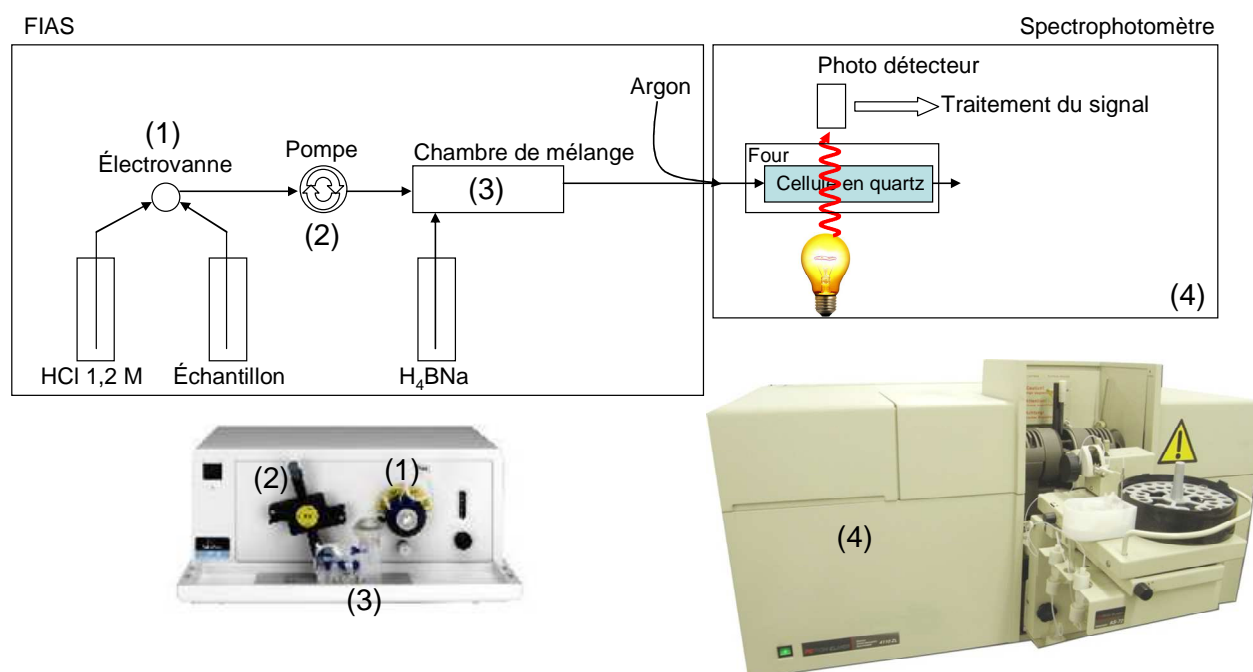 FIAS
Spectrophotomètre
Photo détecteur
Traitement du signal
Argon
(1)
Électrovanne
Pompe
(2)
Chambre de mélange
(3)
Four
Cellule en quartz
HCl 1,2 M
Échantillon
H₄BNa
(4)
(2)
(1)
(3)
(4)